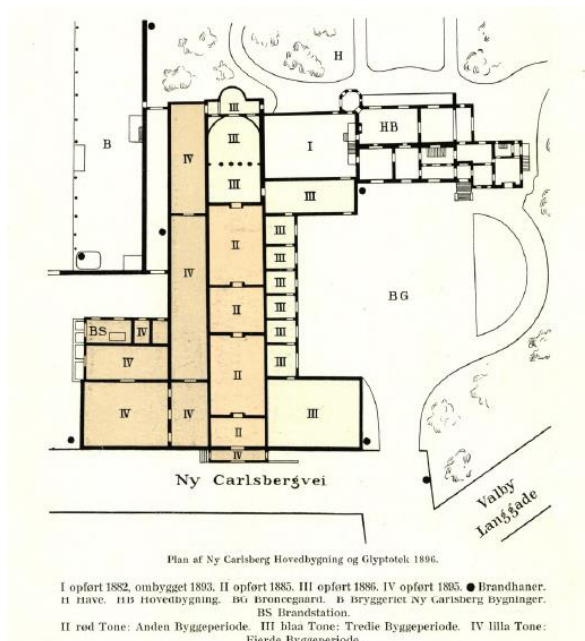 H
III
B
IV
III
I
HB
III
III
III
II
III
IV
III
BG
II
III
III
BS
IV
III
IV
II
III
IV
IV
III
II
IV
Ny Carlsbergvei
Valby
Langgade
Plan af Ny Carlsberg Hovedbygning og Glyptotek 1896.
I opført 1882, ombygget 1893. II opført 1885. III opført 1886. IV opført 1895. ● Brandhaner.
H Have. HB Hovedbygning. BG Broncegaard. B Bryggeriet Ny Carlsberg Bygninger.
BS Brandstation.
II rød Tone: Anden Byggeperiode. III blaa Tone: Tredie Byggeperiode. IV lilla Tone:
Fjerde Byggeperiode.